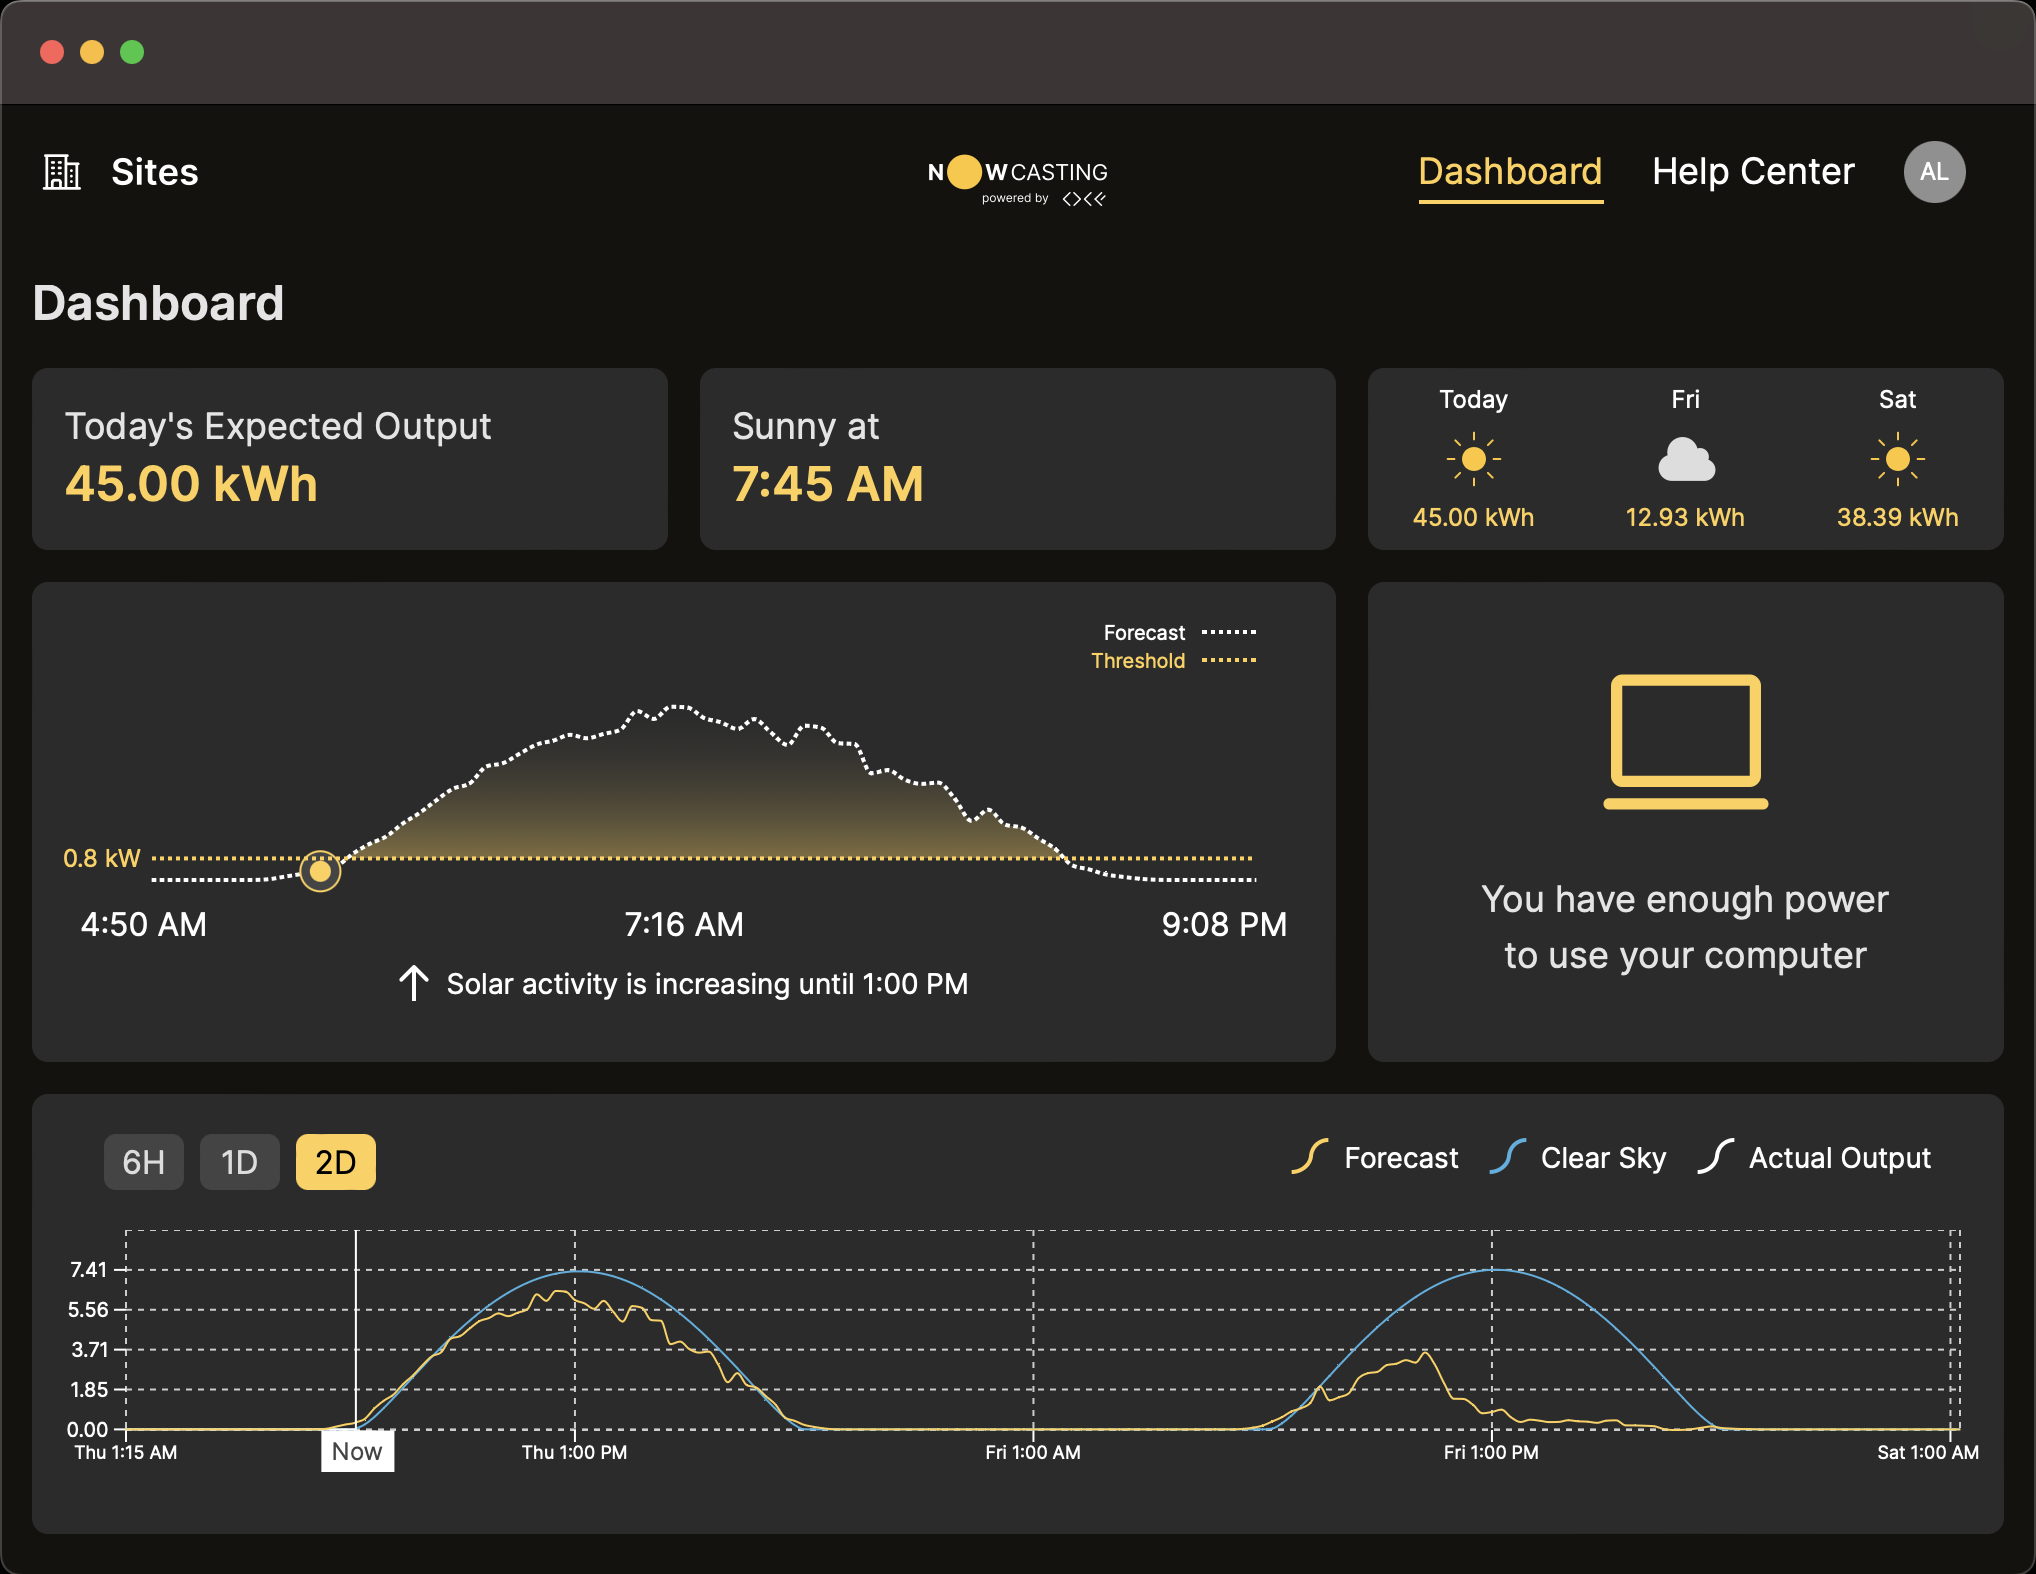 Sites
NOWCASTING
powered by
Dashboard
Help Center
AL
Dashboard
Today's Expected Output
45.00 kWh
Sunny at
7:45 AM
Today
Fri
Sat
45.00 kWh
12.93 kWh
38.39 kWh
Forecast
Threshold
0.8 kW
4:50 AM
7:16 AM
9:08 PM
Solar activity is increasing until 1:00 PM
You have enough power
to use your computer
6H
1D
2D
Forecast
Clear Sky
Actual Output
7.41
5.56
3.71
1.85
0.00
Thu 1:15 AM
Now
Thu 1:00 PM
Fri 1:00 AM
Fri 1:00 PM
Sat 1:00 AM